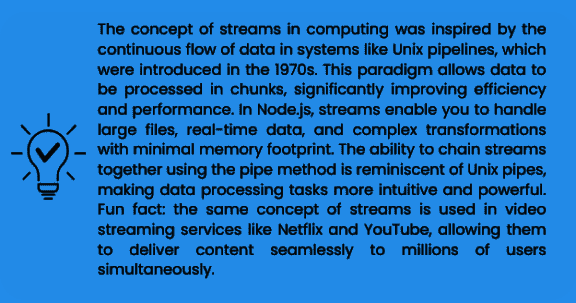 The concept of streams in computing was inspired by the
continuous flow of data in systems like Unix pipelines, which
were introduced in the 1970s. This paradigm allows data to
be processed in chunks, significantly improving efficiency
and performance. In Node.js, streams enable you to handle
large files, real-time data, and complex transformations
with minimal memory footprint. The ability to chain streams
together using the pipe method is reminiscent of Unix pipes,
making data processing tasks more intuitive and powerful.
Fun fact: the same concept of streams is used in video
streaming services like Netflix and YouTube, allowing them
to deliver content seamlessly to millions of users
simultaneously.